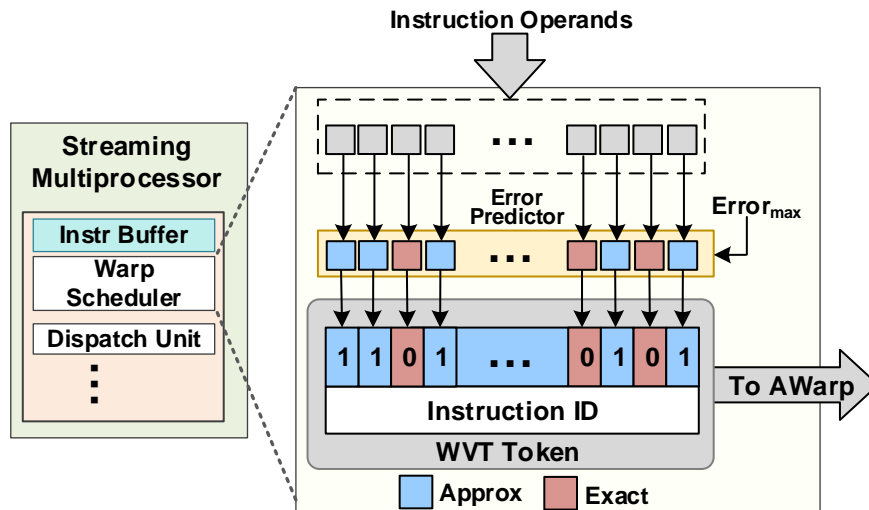 Instruction Operands
Streaming
Multiprocessor
Instr Buffer
Warp
Scheduler
Dispatch Unit
...
...
Error
Predictor
Error_max
...
1 1 0 1 ... 0 1 0 1
Instruction ID
WVT Token
To AWarp
Approx
Exact